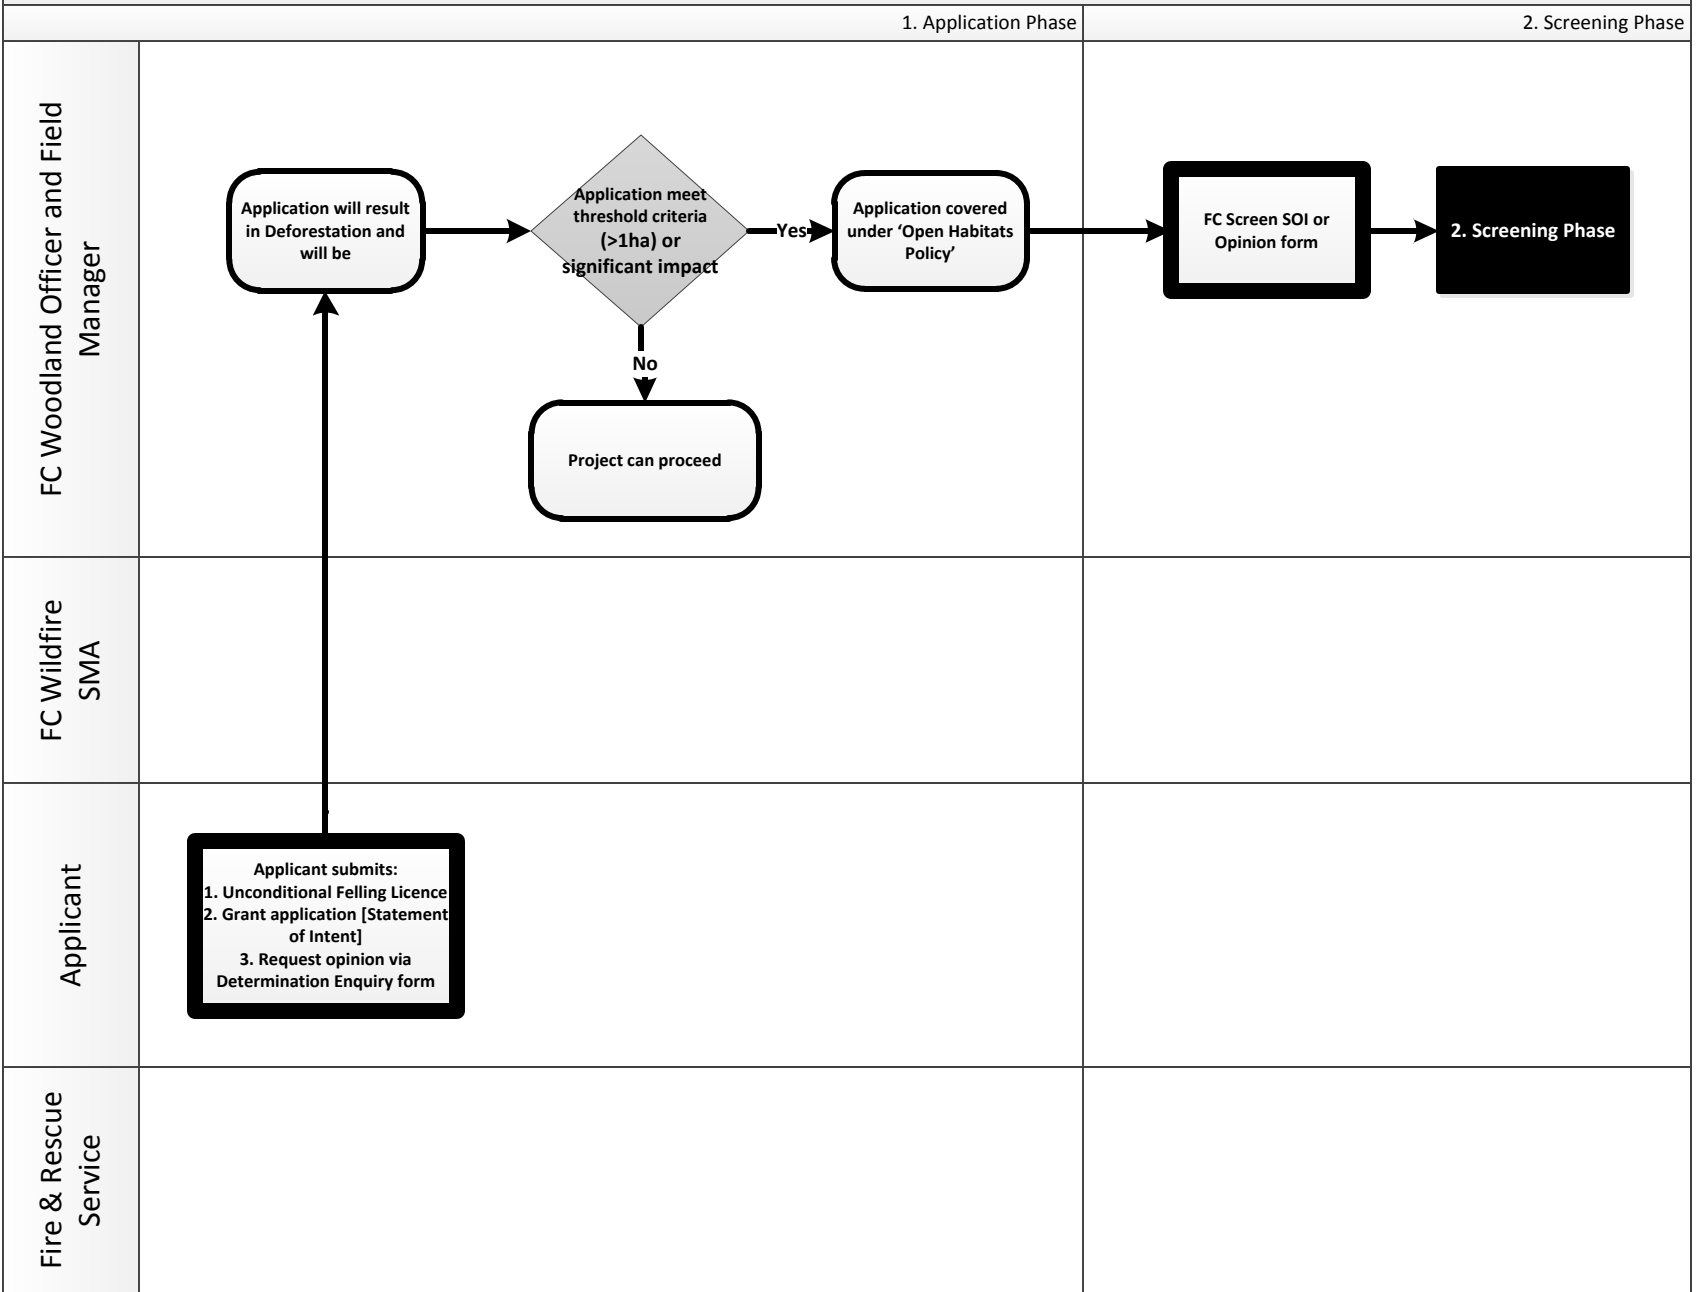 1. Application Phase
2. Screening Phase
FC Woodland Officer and Field
Manager
Application will result
in Deforestation and
will be
Application meet
threshold criteria
(>1ha) or
significant impact
Yes
Application covered
under ‘Open Habitats
Policy’
FC Screen SOI or
Opinion form
2. Screening Phase
No
Project can proceed
FC Wildfire
SMA
Applicant
Applicant submits:
1. Unconditional Felling Licence
2. Grant application [Statement
of Intent]
3. Request opinion via
Determination Enquiry form
Fire & Rescue
Service